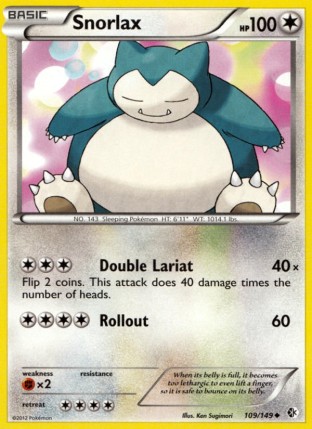 BASIC
Snorlax HP100
NO. 143 Sleeping Pokémon HT: 6'11" WT: 1014.1 lbs.
Double Lariat 40×
Flip 2 coins. This attack does 40 damage times the
number of heads.
Rollout 60
weakness resistance
×2
retreat
When its belly is full, it becomes
too lethargic to even lift a finger,
so it is safe to bounce on its belly.
©2012 Pokémon
Illus. Ken Sugimori 109/149